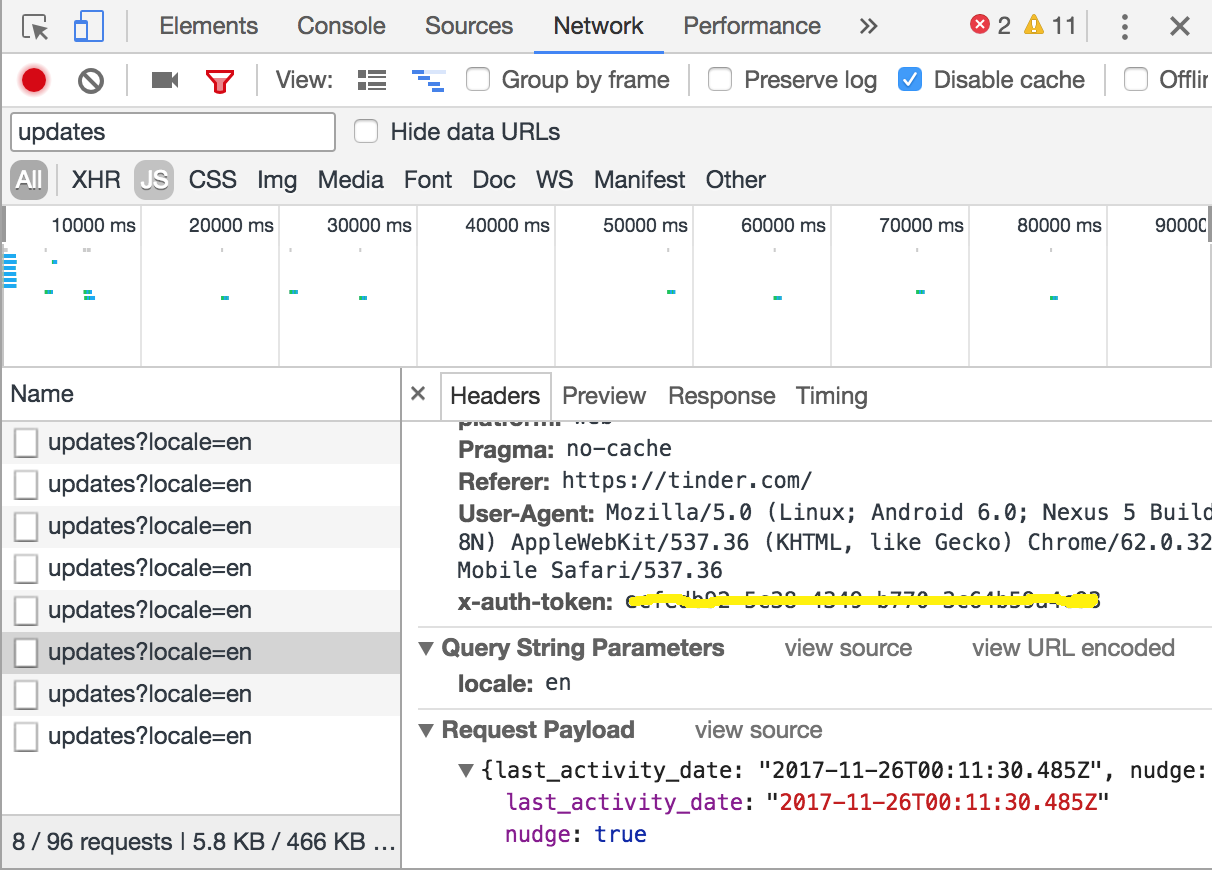 Elements Console Sources Network Performance » 2 11
View: Group by frame Preserve log Disable cache Offlin
updates Hide data URLs
All XHR JS CSS Img Media Font Doc WS Manifest Other
10000 ms 20000 ms 30000 ms 40000 ms 50000 ms 60000 ms 70000 ms 80000 ms 9000
Name
updates?locale=en
updates?locale=en
updates?locale=en
updates?locale=en
updates?locale=en
updates?locale=en
updates?locale=en
updates?locale=en
8 / 96 requests | 5.8 KB / 466 KB ...
× Headers Preview Response Timing
platform: web
Pragma: no-cache
Referer: https://tinder.com/
User-Agent: Mozilla/5.0 (Linux; Android 6.0; Nexus 5 Build
8N) AppleWebKit/537.36 (KHTML, like Gecko) Chrome/62.0.32
Mobile Safari/537.36
x-auth-token:
Query String Parameters view source view URL encoded
locale: en
Request Payload view source
{last_activity_date: "2017-11-26T00:11:30.485Z", nudge:
last_activity_date: "2017-11-26T00:11:30.485Z"
nudge: true